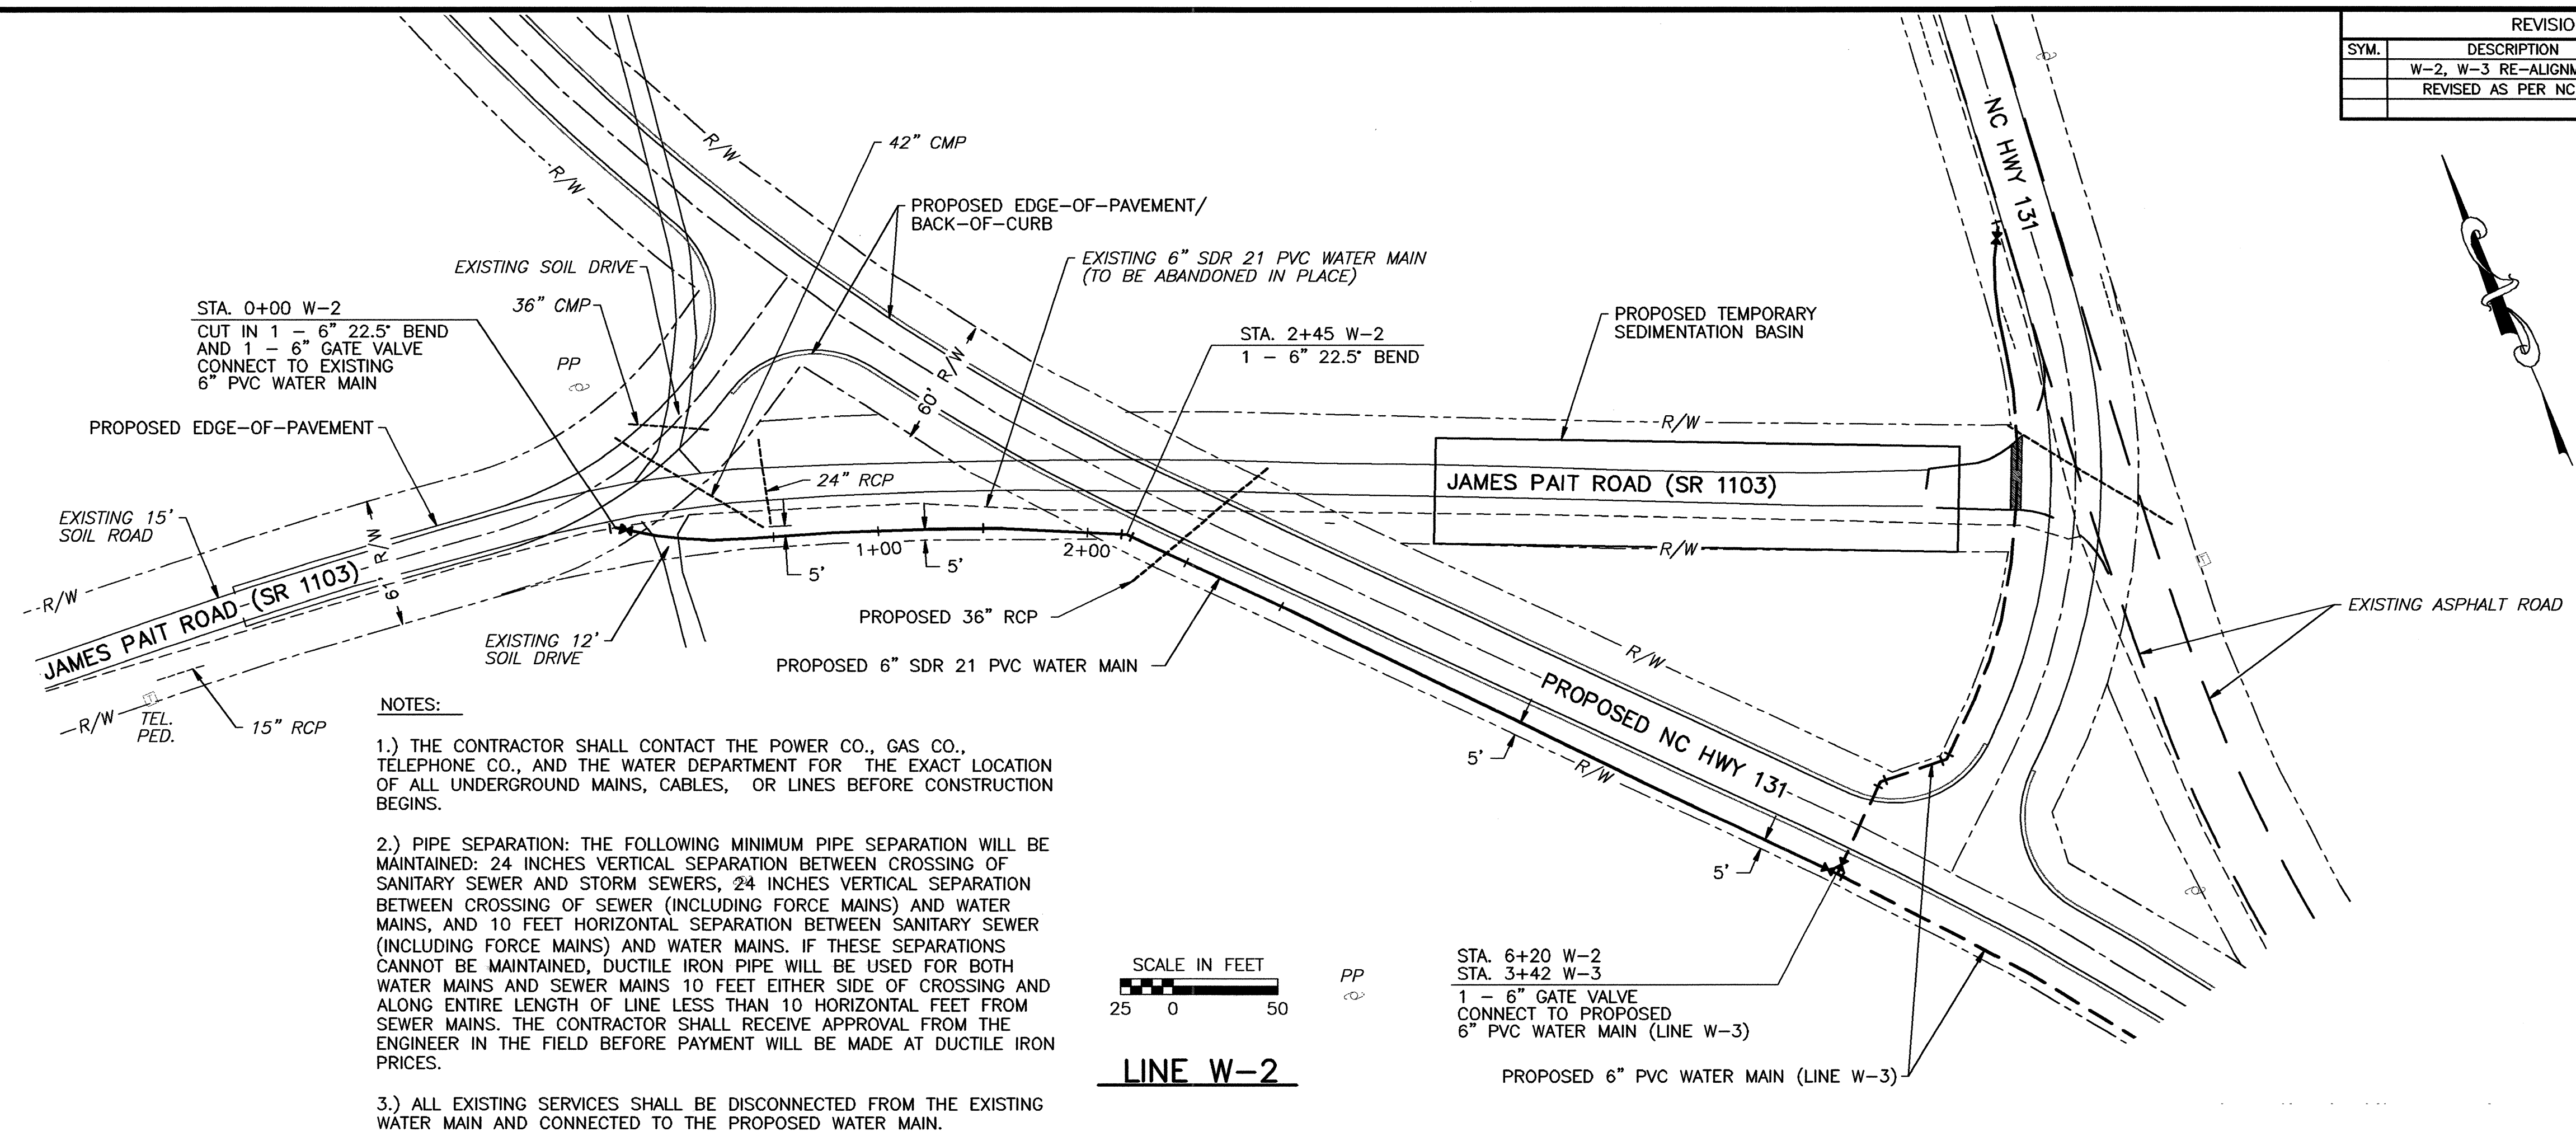 REVISIO
SYM.
DESCRIPTION
W-2, W-3 RE-ALIGNM
REVISED AS PER NC
R/W
R/W
NC HWY 131
42" CMP
PROPOSED EDGE-OF-PAVEMENT/
BACK-OF-CURB
EXISTING 6" SDR 21 PVC WATER MAIN
(TO BE ABANDONED IN PLACE)
EXISTING SOIL DRIVE
36" CMP
STA. 0+00 W-2
CUT IN 1 - 6" 22.5° BEND
AND 1 - 6" GATE VALVE
CONNECT TO EXISTING
6" PVC WATER MAIN
PP
PROPOSED TEMPORARY
SEDIMENTATION BASIN
STA. 2+45 W-2
1 - 6" 22.5° BEND
60' R/W
R/W
PROPOSED EDGE-OF-PAVEMENT
24" RCP
JAMES PAIT ROAD (SR 1103)
EXISTING 15'
SOIL ROAD
R/W
61' R/W
1+00
2+00
5'
5'
R/W
JAMES PAIT ROAD (SR 1103)
EXISTING 12'
SOIL DRIVE
PROPOSED 36" RCP
EXISTING ASPHALT ROAD
PROPOSED 6" SDR 21 PVC WATER MAIN
R/W
R/W
TEL.
PED.
15" RCP
PROPOSED NC HWY 131
5'
R/W
5'
NOTES:
1.) THE CONTRACTOR SHALL CONTACT THE POWER CO., GAS CO.,
TELEPHONE CO., AND THE WATER DEPARTMENT FOR THE EXACT LOCATION
OF ALL UNDERGROUND MAINS, CABLES, OR LINES BEFORE CONSTRUCTION
BEGINS.
2.) PIPE SEPARATION: THE FOLLOWING MINIMUM PIPE SEPARATION WILL BE
MAINTAINED: 24 INCHES VERTICAL SEPARATION BETWEEN CROSSING OF
SANITARY SEWER AND STORM SEWERS, 24 INCHES VERTICAL SEPARATION
BETWEEN CROSSING OF SEWER (INCLUDING FORCE MAINS) AND WATER
MAINS, AND 10 FEET HORIZONTAL SEPARATION BETWEEN SANITARY SEWER
(INCLUDING FORCE MAINS) AND WATER MAINS. IF THESE SEPARATIONS
CANNOT BE MAINTAINED, DUCTILE IRON PIPE WILL BE USED FOR BOTH
WATER MAINS AND SEWER MAINS 10 FEET EITHER SIDE OF CROSSING AND
ALONG ENTIRE LENGTH OF LINE LESS THAN 10 HORIZONTAL FEET FROM
SEWER MAINS. THE CONTRACTOR SHALL RECEIVE APPROVAL FROM THE
ENGINEER IN THE FIELD BEFORE PAYMENT WILL BE MADE AT DUCTILE IRON
PRICES.
3.) ALL EXISTING SERVICES SHALL BE DISCONNECTED FROM THE EXISTING
WATER MAIN AND CONNECTED TO THE PROPOSED WATER MAIN.
SCALE IN FEET
25 0 50
LINE W-2
PP
STA. 6+20 W-2
STA. 3+42 W-3
1 - 6" GATE VALVE
CONNECT TO PROPOSED
6" PVC WATER MAIN (LINE W-3)
PROPOSED 6" PVC WATER MAIN (LINE W-3)